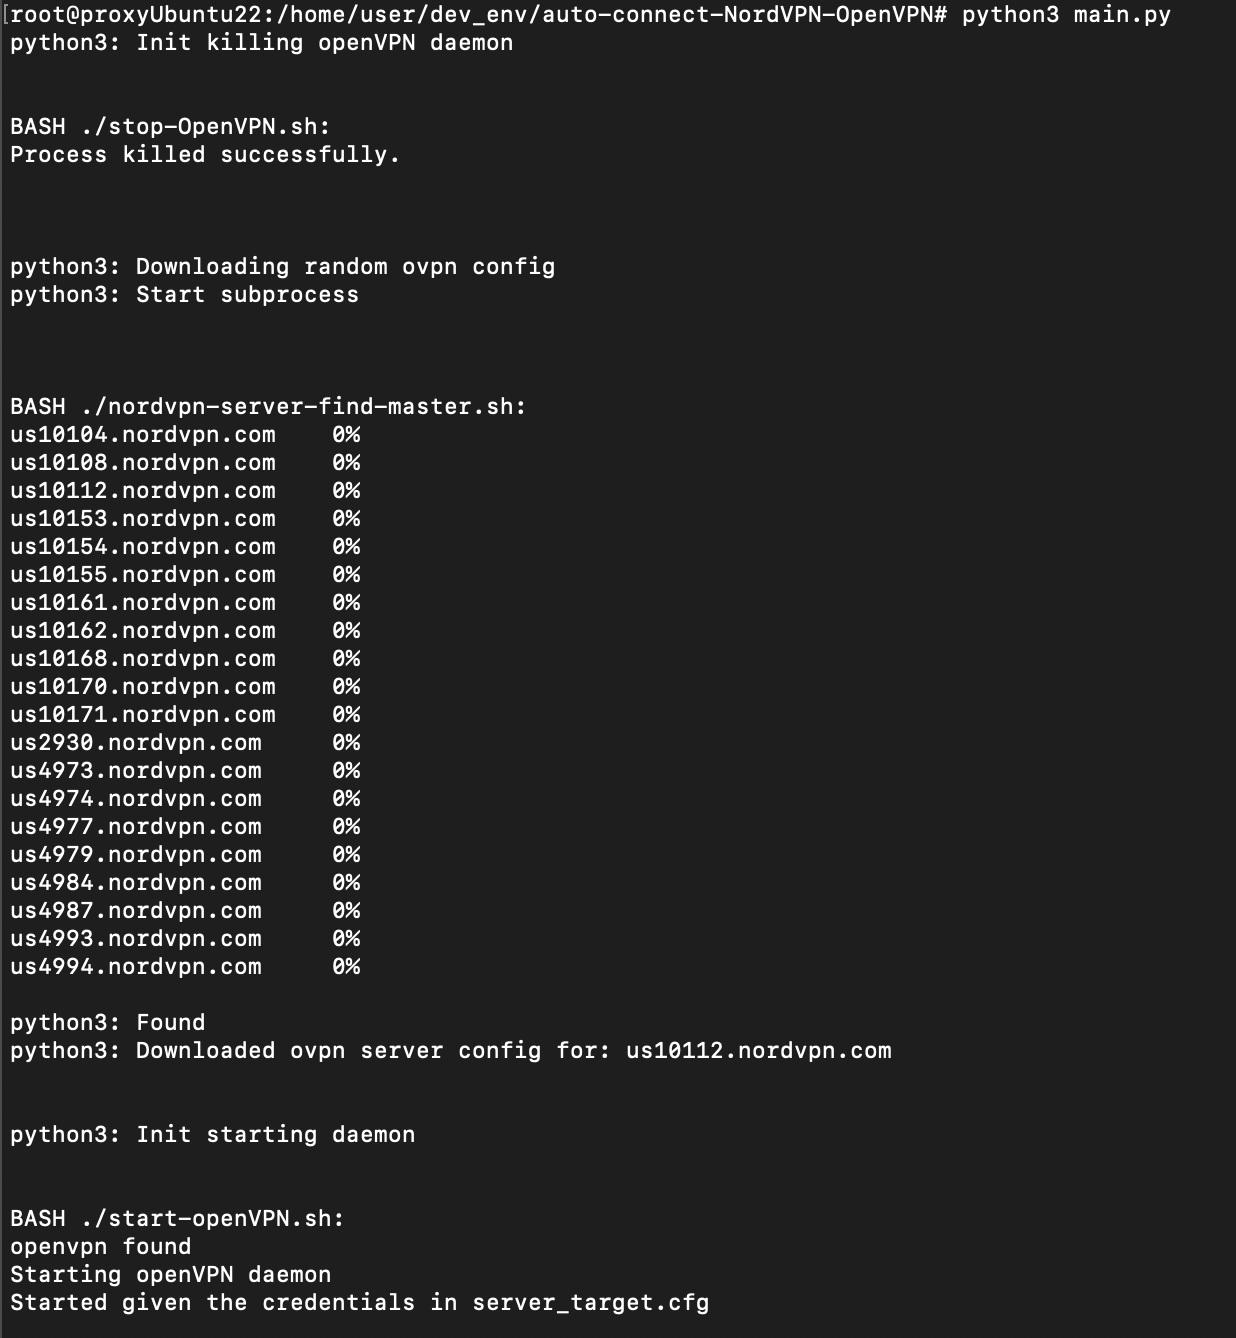 [root@proxyUbuntu22:/home/user/dev_env/auto-connect-NordVPN-OpenVPN# python3 main.py
python3: Init killing openVPN daemon
BASH ./stop-OpenVPN.sh:
Process killed successfully.
python3: Downloading random ovpn config
python3: Start subprocess
BASH ./nordvpn-server-find-master.sh:
us10104.nordvpn.com    0%
us10108.nordvpn.com    0%
us10112.nordvpn.com    0%
us10153.nordvpn.com    0%
us10154.nordvpn.com    0%
us10155.nordvpn.com    0%
us10161.nordvpn.com    0%
us10162.nordvpn.com    0%
us10168.nordvpn.com    0%
us10170.nordvpn.com    0%
us10171.nordvpn.com    0%
us2930.nordvpn.com     0%
us4973.nordvpn.com     0%
us4974.nordvpn.com     0%
us4977.nordvpn.com     0%
us4979.nordvpn.com     0%
us4984.nordvpn.com     0%
us4987.nordvpn.com     0%
us4993.nordvpn.com     0%
us4994.nordvpn.com     0%
python3: Found
python3: Downloaded ovpn server config for: us10112.nordvpn.com
python3: Init starting daemon
BASH ./start-openVPN.sh:
openvpn found
Starting openVPN daemon
Started given the credentials in server_target.cfg